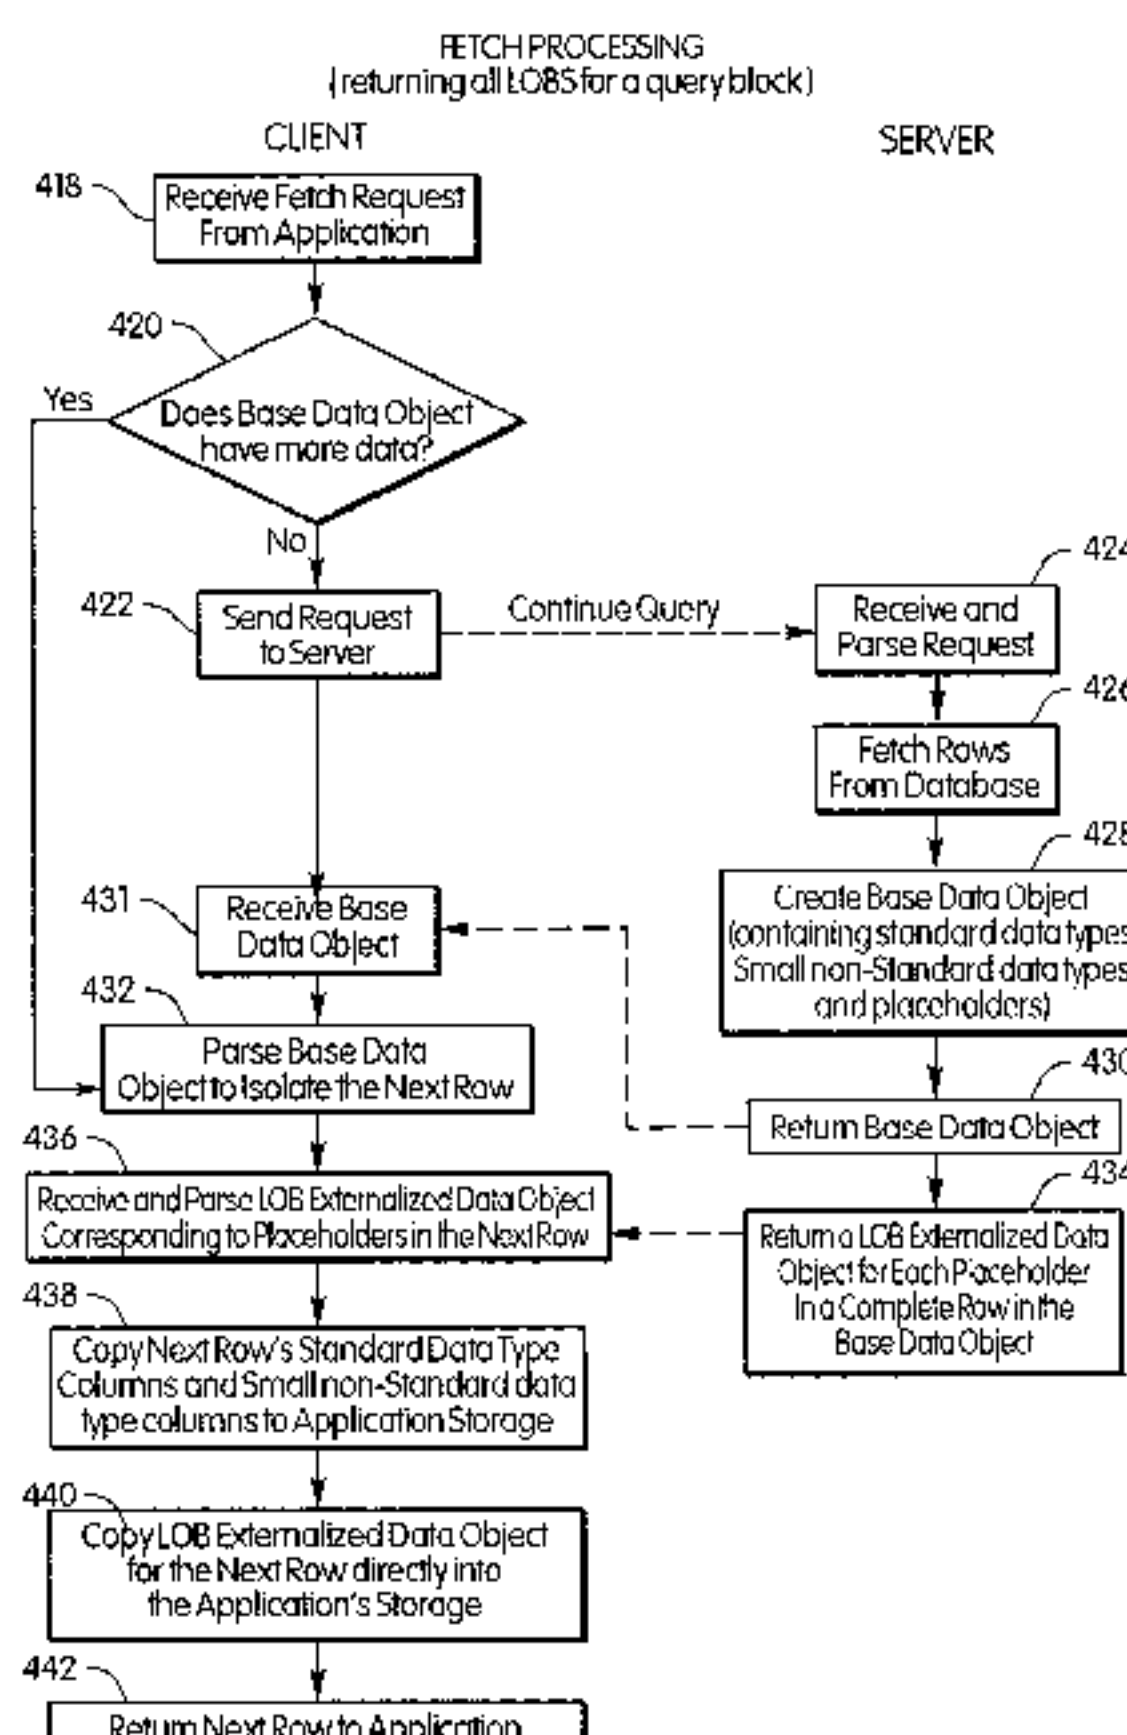 FETCH PROCESSING
(returning all LOBS for a query block)
CLIENT
SERVER
418
Receive Fetch Request
From Application
420
Yes
Does Base Data Object
have more data?
No
422
Send Request
to Server
Continue Query
424
Receive and
Parse Request
426
Fetch Rows
From Database
428
Create Base Data Object
(containing standard data types
Small non-Standard data types
and placeholders)
431
Receive Base
Data Object
432
Parse Base Data
Object to Isolate the Next Row
430
Return Base Data Object
436
Receive and Parse LOB Externalized Data Object
Corresponding to Placeholders in the Next Row
434
Return a LOB Externalized Data
Object for Each Placeholder
In a Complete Row in the
Base Data Object
438
Copy Next Row's Standard Data Type
Columns and Small non-Standard data
type columns to Application Storage
440
Copy LOB Externalized Data Object
for the Next Row directly into
the Application's Storage
442
Return Next Row to Application